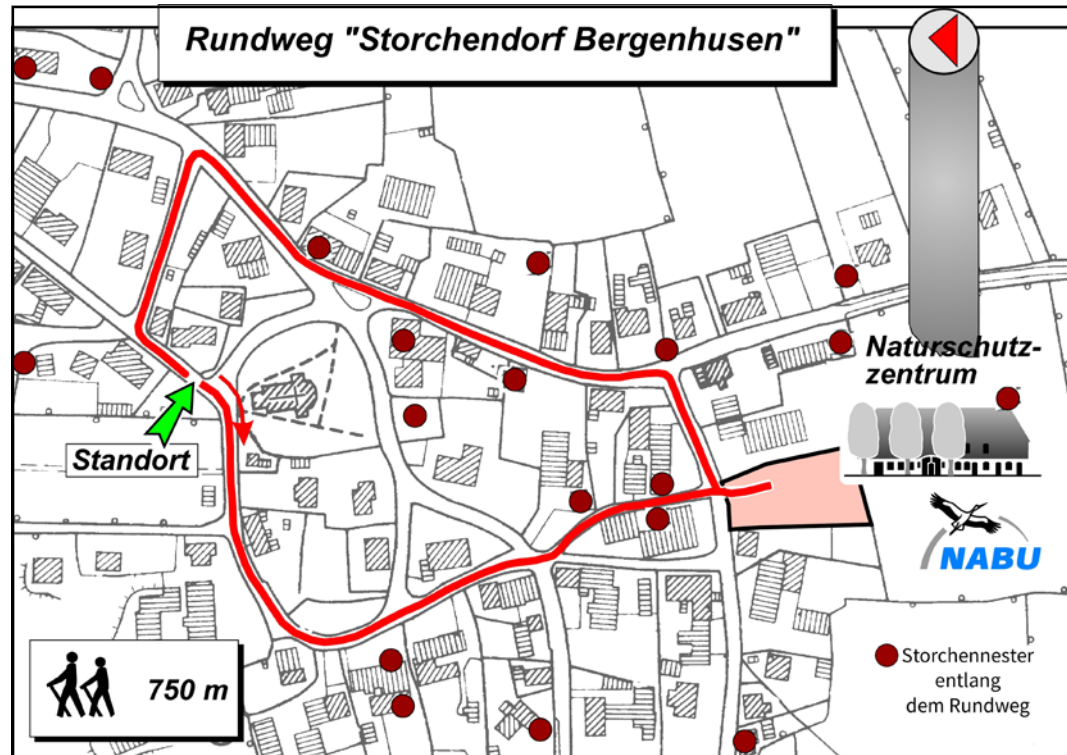 Rundweg "Storchendorf Bergenhusen"
Naturschutz-
zentrum
Standort
NABU
750 m
Storchennester
entlang
dem Rundweg